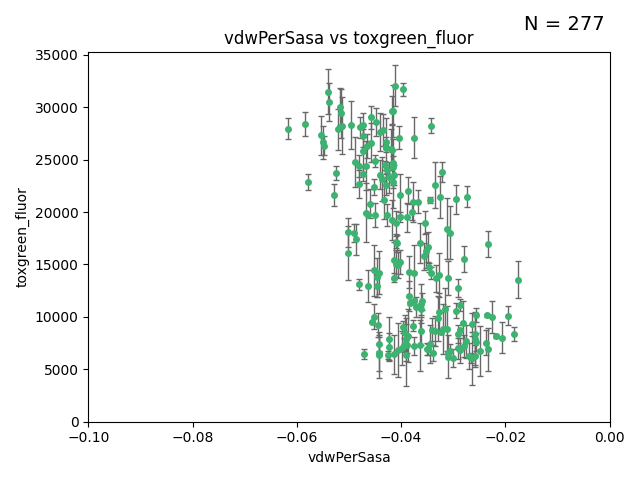 N = 277
vdwPerSasa vs toxgreen_fluor
35000
30000
25000
20000
15000
10000
5000
0
toxgreen_fluor
−0.10 −0.08 −0.06 −0.04 −0.02 0.00
vdwPerSasa